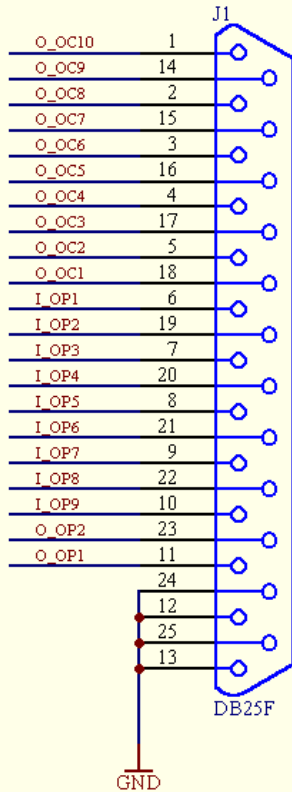 J1
O_OC10 1
O_OC9 14
O_OC8 2
O_OC7 15
O_OC6 3
O_OC5 16
O_OC4 4
O_OC3 17
O_OC2 5
O_OC1 18
I_OP1 6
I_OP2 19
I_OP3 7
I_OP4 20
I_OP5 8
I_OP6 21
I_OP7 9
I_OP8 22
I_OP9 10
O_OP2 23
O_OP1 11
24
12
25
13
DB25F
GND